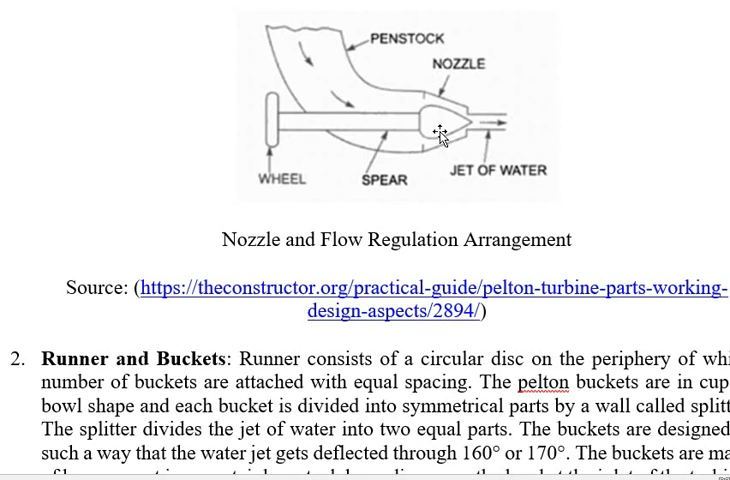 PENSTOCK
NOZZLE
JET OF WATER
WHEEL
SPEAR
Nozzle and Flow Regulation Arrangement
Source: (https://theconstructor.org/practical-guide/pelton-turbine-parts-working-
design-aspects/2894/)
2. Runner and Buckets: Runner consists of a circular disc on the periphery of
number of buckets are attached with equal spacing. The pelton buckets are in
bowl shape and each bucket is divided into symmetrical parts by a wall called
The splitter divides the jet of water into two equal parts. The buckets are designed
such a way that the water jet gets deflected through 160° or 170°. The buckets are